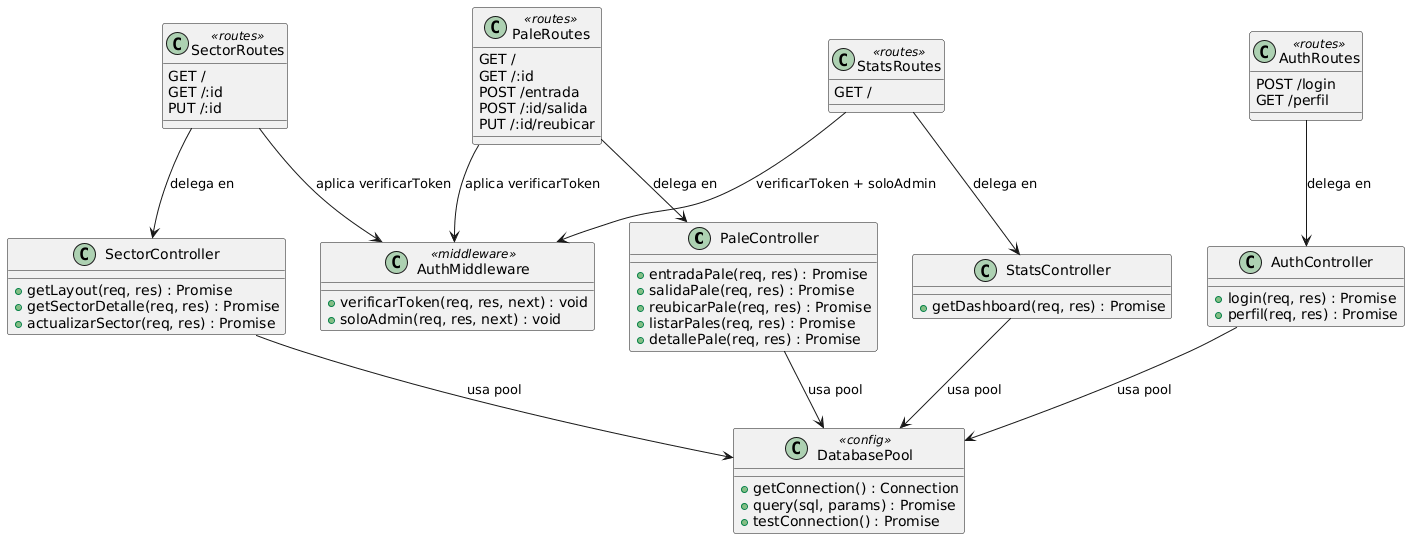 C
«routes»
SectorRoutes
GET /
GET /:id
PUT /:id
C
«routes»
PaleRoutes
GET /
GET /:id
POST /entrada
POST /:id/salida
PUT /:id/reubicar
C
«routes»
StatsRoutes
GET /
C
«routes»
AuthRoutes
POST /login
GET /perfil
delega en
aplica verificarToken
aplica verificarToken
delega en
verificarToken + soloAdmin
delega en
delega en
C
SectorController
getLayout(req, res) : Promise
getSectorDetalle(req, res) : Promise
actualizarSector(req, res) : Promise
C
«middleware»
AuthMiddleware
verificarToken(req, res, next) : void
soloAdmin(req, res, next) : void
C
PaleController
entradaPale(req, res) : Promise
salidaPale(req, res) : Promise
reubicarPale(req, res) : Promise
listarPales(req, res) : Promise
detallePale(req, res) : Promise
C
StatsController
getDashboard(req, res) : Promise
C
AuthController
login(req, res) : Promise
perfil(req, res) : Promise
usa pool
usa pool
usa pool
usa pool
C
«config»
DatabasePool
getConnection() : Connection
query(sql, params) : Promise
testConnection() : Promise